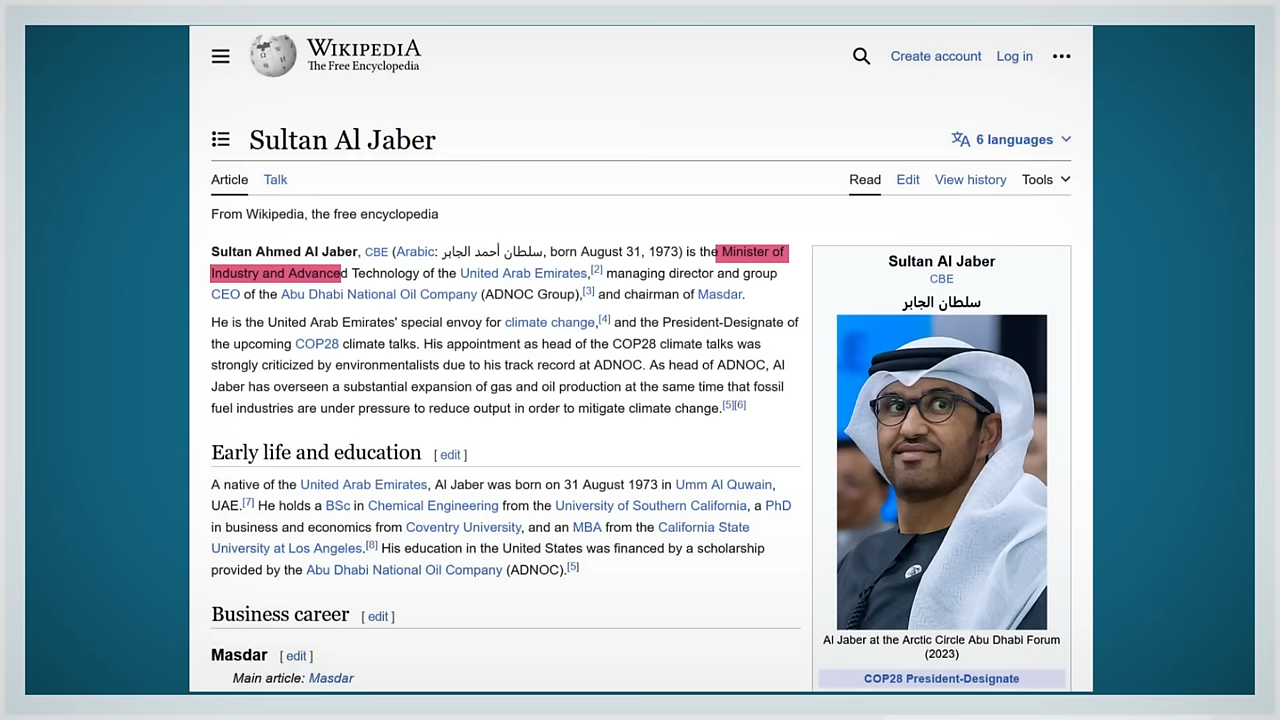 WIKIPEDIA
The Free Encyclopedia
Create account
Log in
Sultan Al Jaber
6 languages
Article
Talk
Read
Edit
View history
Tools
From Wikipedia, the free encyclopedia
Sultan Ahmed Al Jaber, CBE (Arabic: سلطان أحمد الجابر, born August 31, 1973) is the Minister of
Industry and Advanced Technology of the United Arab Emirates,[2] managing director and group
CEO of the Abu Dhabi National Oil Company (ADNOC Group),[3] and chairman of Masdar.
He is the United Arab Emirates' special envoy for climate change,[4] and the President-Designate of
the upcoming COP28 climate talks. His appointment as head of the COP28 climate talks was
strongly criticized by environmentalists due to his track record at ADNOC. As head of ADNOC, Al
Jaber has overseen a substantial expansion of gas and oil production at the same time that fossil
fuel industries are under pressure to reduce output in order to mitigate climate change.[5][6]
Early life and education [ edit ]
A native of the United Arab Emirates, Al Jaber was born on 31 August 1973 in Umm Al Quwain,
UAE.[7] He holds a BSc in Chemical Engineering from the University of Southern California, a PhD
in business and economics from Coventry University, and an MBA from the California State
University at Los Angeles.[8] His education in the United States was financed by a scholarship
provided by the Abu Dhabi National Oil Company (ADNOC).[5]
Business career [ edit ]
Masdar [ edit ]
Main article: Masdar
Sultan Al Jaber
CBE
سلطان الجابر
Al Jaber at the Arctic Circle Abu Dhabi Forum
(2023)
COP28 President-Designate